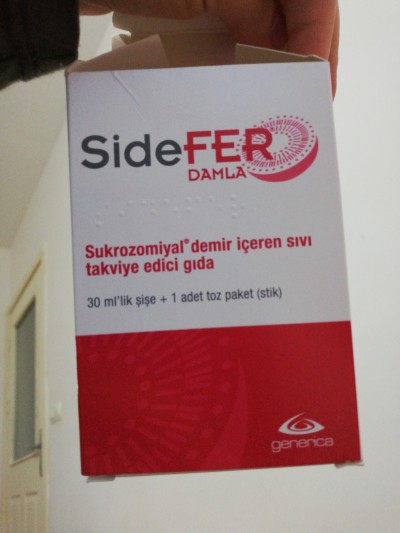 SideFER
DAMLA
Sukrozomiyal® demir içeren sıvı
takviye edici gıda
30 ml'lik şişe + 1 adet toz paket (stik)
generica